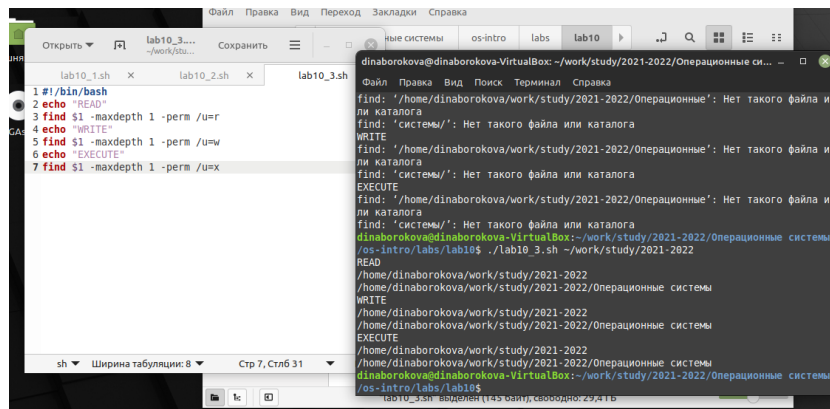 Файл Правка Вид Переход Закладки Справка
ные системы os-intro labs lab10
Открыть lab10_3.... Сохранить
~/work/stu...
lab10_1.sh × lab10_2.sh × lab10_3.sh
1 #!/bin/bash
2 echo "READ"
3 find $1 -maxdepth 1 -perm /u=r
4 echo "WRITE"
5 find $1 -maxdepth 1 -perm /u=w
6 echo "EXECUTE"
7 find $1 -maxdepth 1 -perm /u=x
sh Ширина табуляции: 8 Стр 7, Стлб 31
dinaborokova@dinaborokova-VirtualBox: ~/work/study/2021-2022/Операционные си...
Файл Правка Вид Поиск Терминал Справка
find: ‘/home/dinaborokova/work/study/2021-2022/Операционные’: Нет такого файла и
ли каталога
find: ‘системы/’: Нет такого файла или каталога
WRITE
find: ‘/home/dinaborokova/work/study/2021-2022/Операционные’: Нет такого файла и
ли каталога
find: ‘системы/’: Нет такого файла или каталога
EXECUTE
find: ‘/home/dinaborokova/work/study/2021-2022/Операционные’: Нет такого файла и
ли каталога
find: ‘системы/’: Нет такого файла или каталога
dinaborokova@dinaborokova-VirtualBox:~/work/study/2021-2022/Операционные системы
/os-intro/labs/lab10$ ./lab10_3.sh ~/work/study/2021-2022
READ
/home/dinaborokova/work/study/2021-2022
/home/dinaborokova/work/study/2021-2022/Операционные системы
WRITE
/home/dinaborokova/work/study/2021-2022
/home/dinaborokova/work/study/2021-2022/Операционные системы
EXECUTE
/home/dinaborokova/work/study/2021-2022
/home/dinaborokova/work/study/2021-2022/Операционные системы
dinaborokova@dinaborokova-VirtualBox:~/work/study/2021-2022/Операционные системы
/os-intro/labs/lab10$
"lab10_3.sh" выделен (145 байт), свободно: 29,4 ГБ